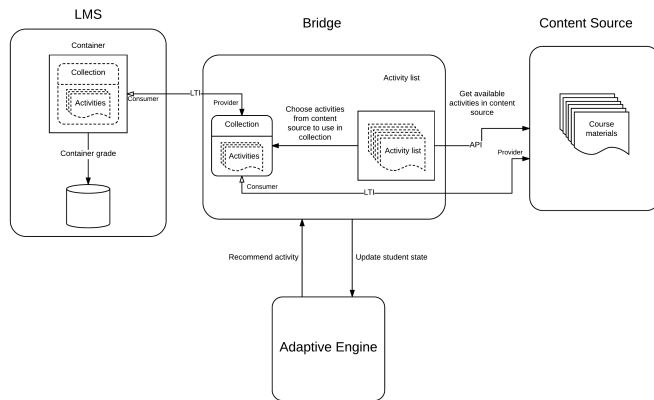 LMS
Bridge
Content Source
Container
Collection
Activities
Consumer
LTI
Provider
Container grade
Collection
Activities
Choose activities
from content
source to use in
collection
Activity list
Activity list
Get available
activities in content
source
API
Provider
Consumer
LTI
Course
materials
Recommend activity
Update student state
Adaptive Engine